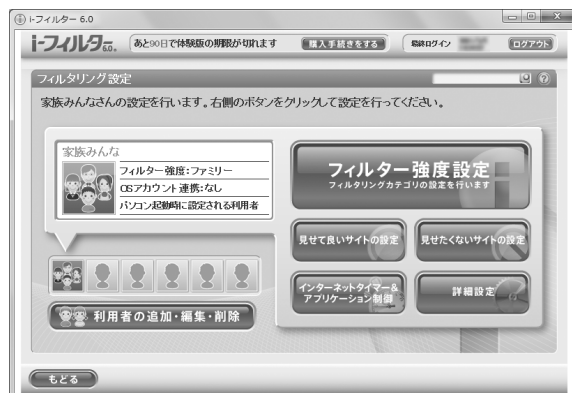 i-フィルター 6.0
i-フィルター 6.0.
あと90日で体験版の期限が切れます
購入手続きをする
最終ログイン
ログアウト
フィルタリング設定
家族みんなさんの設定を行います。右側のボタンをクリックして設定を行ってください。
家族みんな
フィルター強度:ファミリー
OSアカウント連携:なし
パソコン起動時に設定される利用者
利用者の追加・編集・削除
フィルター強度設定
フィルタリングカテゴリの設定を行います
見せて良いサイトの設定
見せたくないサイトの設定
インターネットタイマー&
アプリケーション制御
詳細設定
もどる